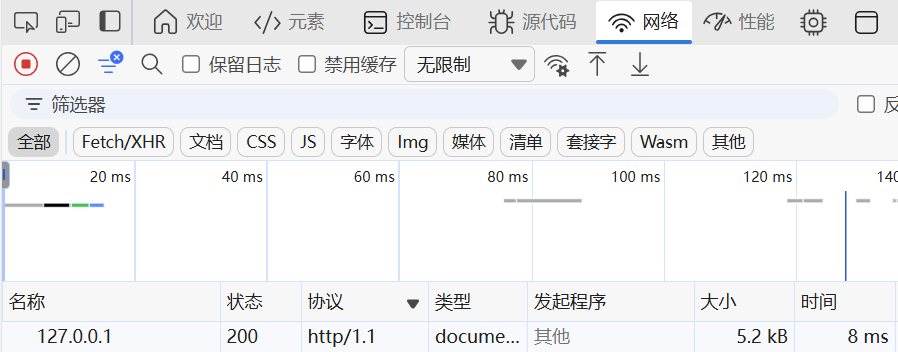 欢迎 元素 控制台 源代码 网络 性能
保留日志 禁用缓存 无限制
筛选器
全部 Fetch/XHR 文档 CSS JS 字体 Img 媒体 清单 套接字 Wasm 其他
20 ms 40 ms 60 ms 80 ms 100 ms 120 ms
名称 状态 协议 类型 发起程序 大小 时间
127.0.0.1 200 http/1.1 docume... 其他 5.2 kB 8 ms